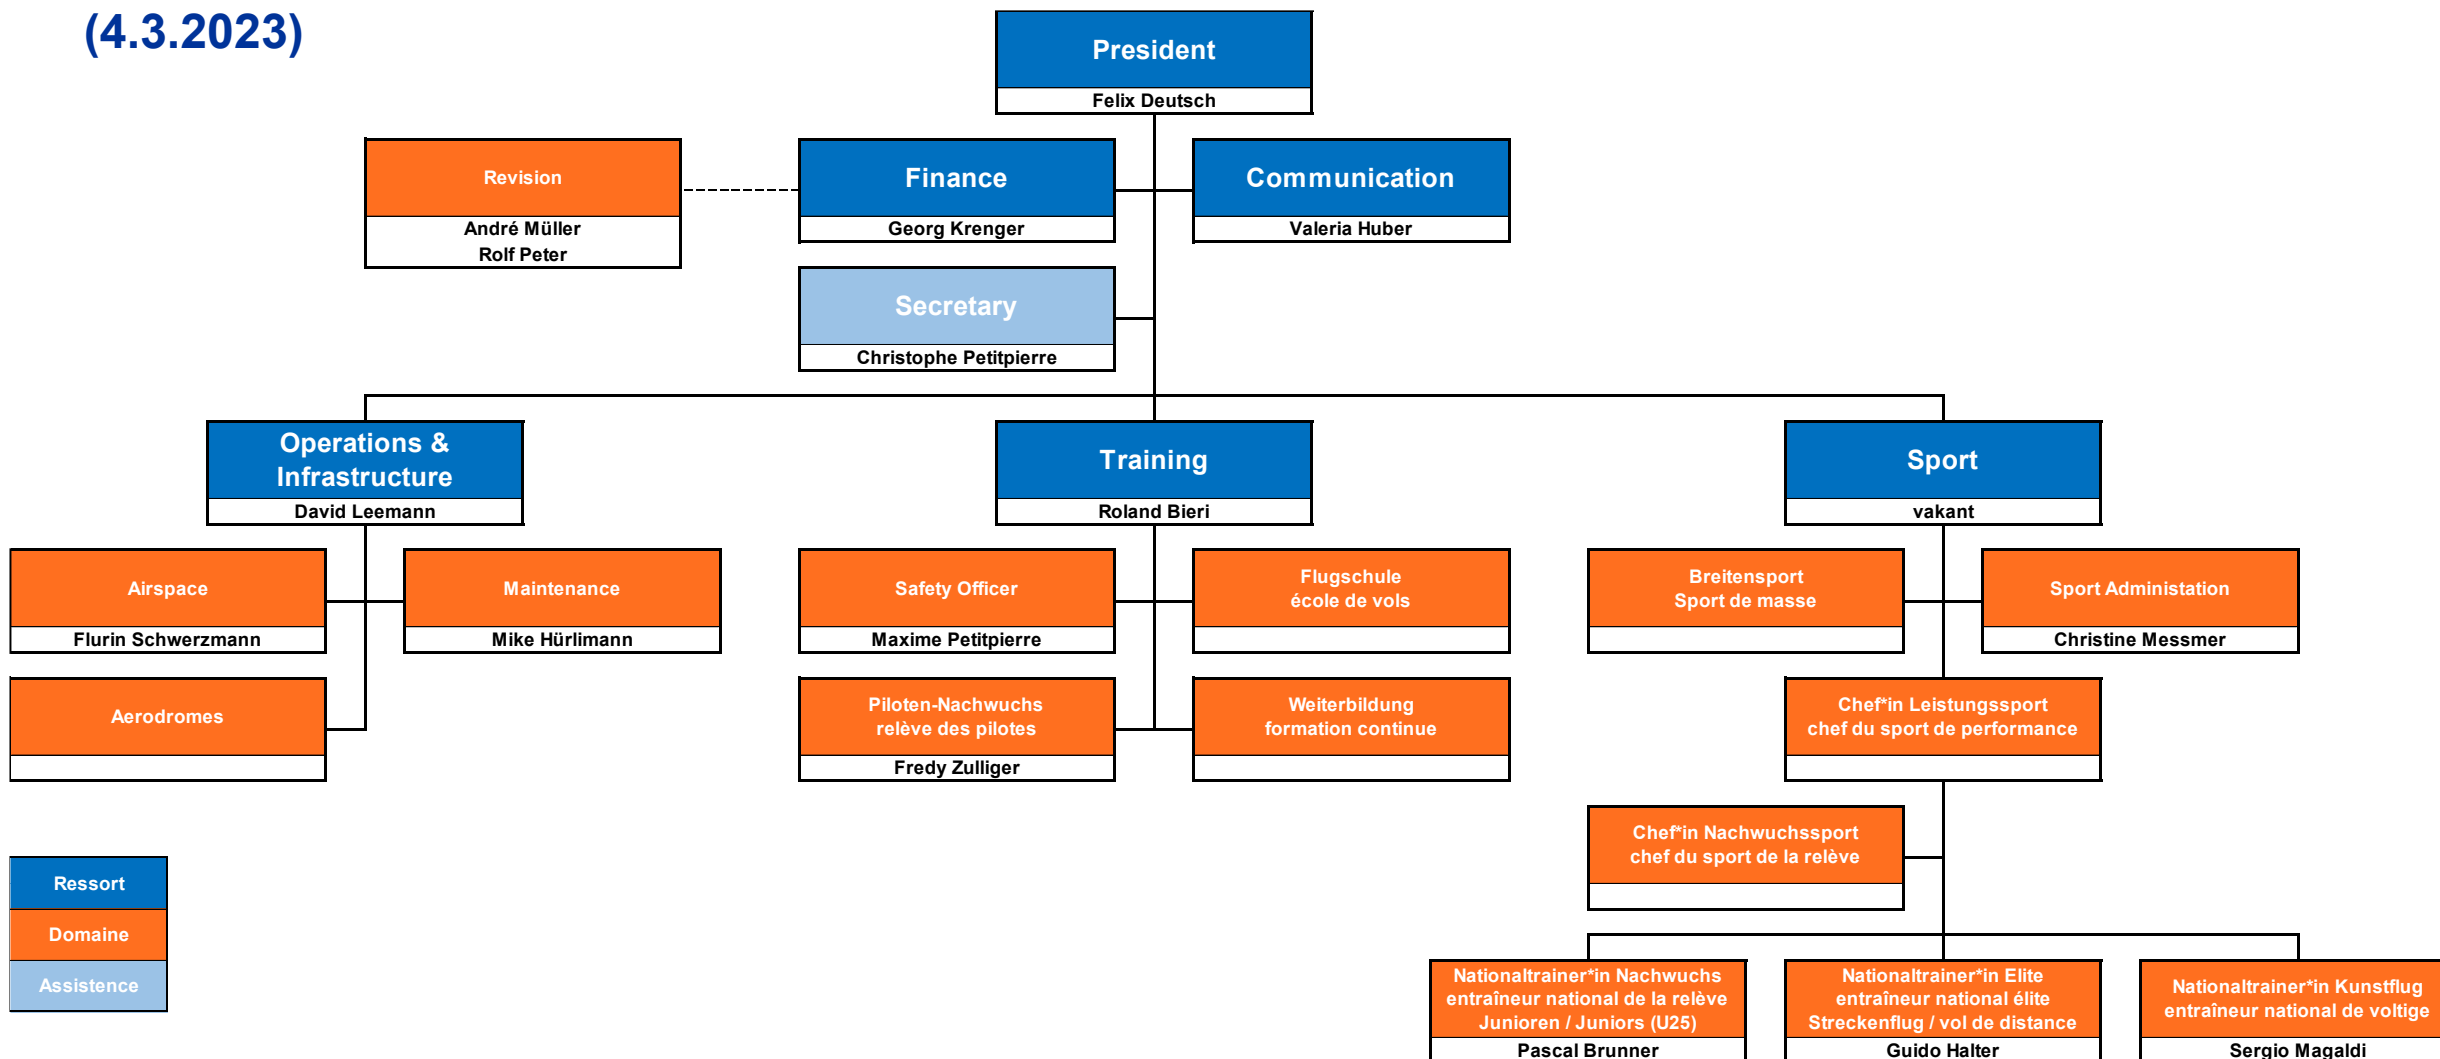 (4.3.2023)
President
Felix Deutsch
Revision
André Müller
Rolf Peter
Finance
Georg Krenger
Communication
Valeria Huber
Secretary
Christophe Petitpierre
Operations &
Infrastructure
David Leemann
Training
Roland Bieri
Sport
vakant
Airspace
Flurin Schwerzmann
Maintenance
Mike Hürlimann
Safety Officer
Maxime Petitpierre
Flugschule
école de vols
Breitensport
Sport de masse
Sport Administation
Christine Messmer
Aerodromes
Piloten-Nachwuchs
relève des pilotes
Fredy Zulliger
Weiterbildung
formation continue
Chef*in Leistungssport
chef du sport de performance
Chef*in Nachwuchssport
chef du sport de la relève
Ressort
Domaine
Assistence
Nationaltrainer*in Nachwuchs
entraîneur national de la relève
Junioren / Juniors (U25)
Pascal Brunner
Nationaltrainer*in Elite
entraîneur national élite
Streckenflug / vol de distance
Guido Halter
Nationaltrainer*in Kunstflug
entraîneur national de voltige
Sergio Magaldi